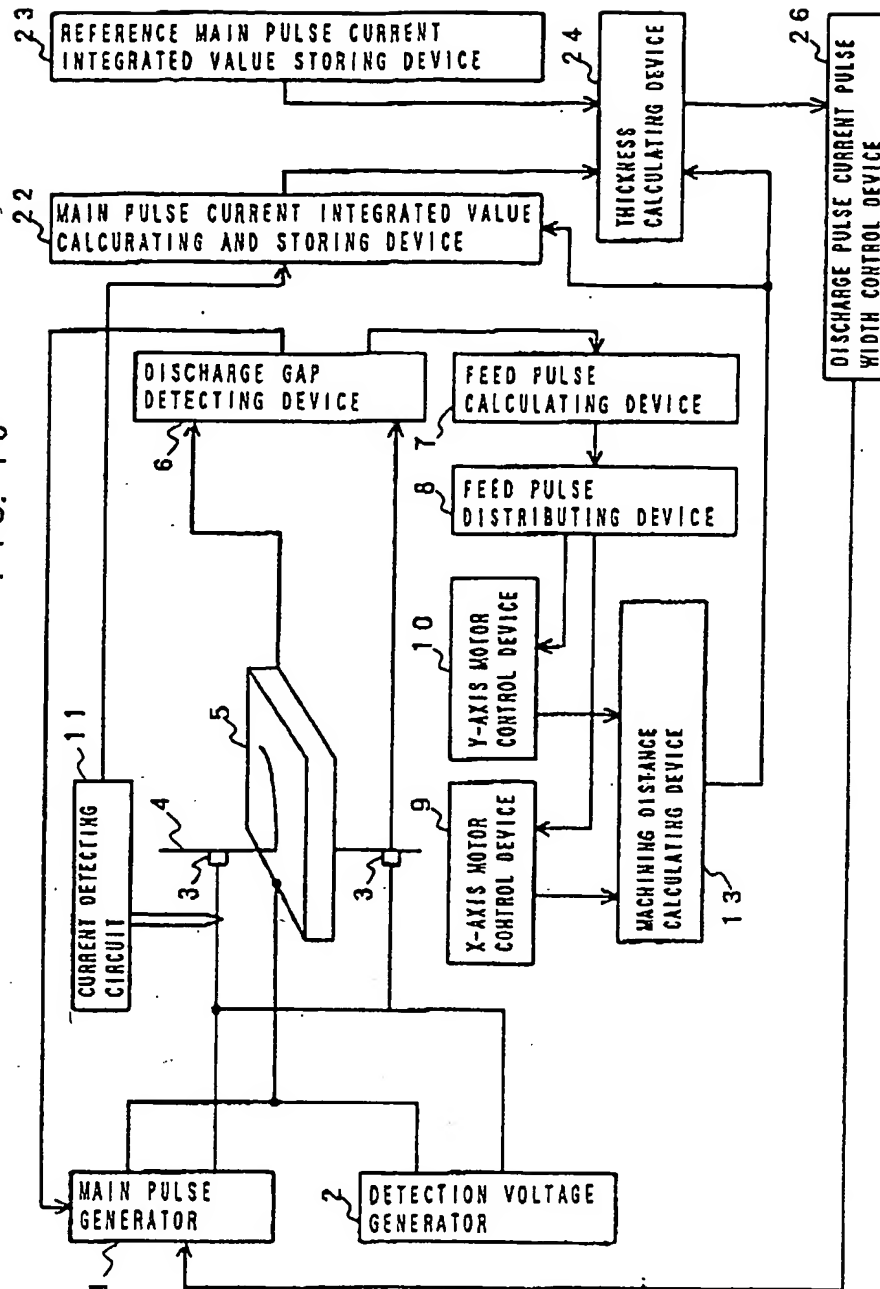 23
REFERENCE MAIN PULSE CURRENT
INTEGRATED VALUE STORING DEVICE
22
MAIN PULSE CURRENT INTEGRATED VALUE
CALCURATING AND STORING DEVICE
24
THICKNESS
CALCULATING DEVICE
26
DISCHARGE PULSE CURRENT PULSE
WIDTH CONTROL DEVICE
6
DISCHARGE GAP
DETECTING DEVICE
7
FEED PULSE
CALCULATING DEVICE
8
FEED PULSE
DISTRIBUTING DEVICE
10
Y-AXIS MOTOR
CONTROL DEVICE
9
X-AXIS MOTOR
CONTROL DEVICE
MACHINING DISTANCE
CALCULATING DEVICE
13
11
CURRENT DETECTING
CIRCUIT
4
5
3
3
MAIN PULSE
GENERATOR
2
DETECTION VOLTAGE
GENERATOR